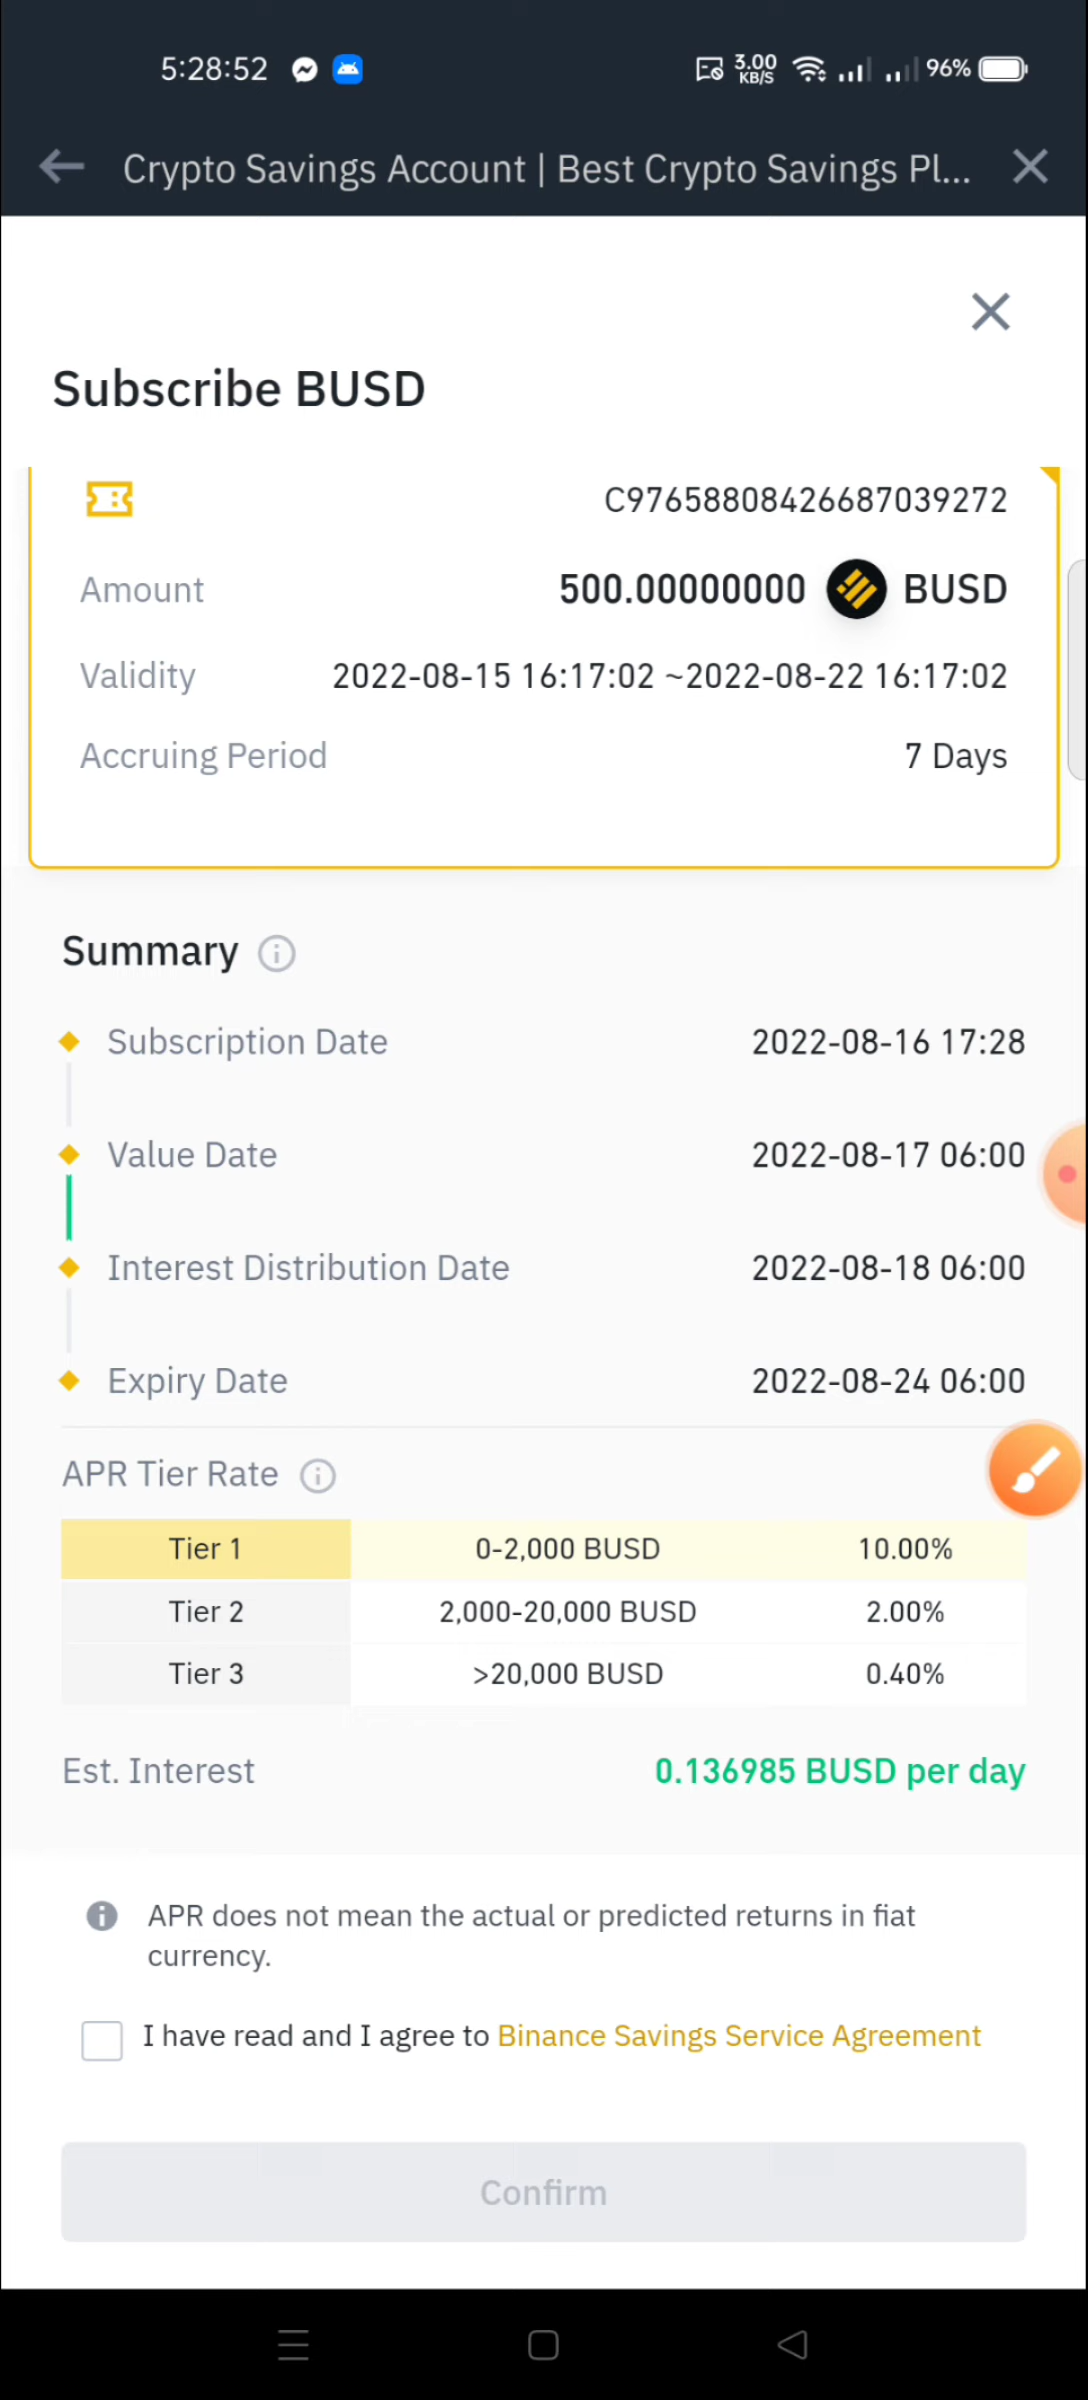 5:28:52 3.00 KB/S 96%
Crypto Savings Account | Best Crypto Savings Pl...
Subscribe BUSD
C97658808426687039272
Amount 500.00000000 BUSD
Validity 2022-08-15 16:17:02 ~2022-08-22 16:17:02
Accruing Period 7 Days
Summary
Subscription Date 2022-08-16 17:28
Value Date 2022-08-17 06:00
Interest Distribution Date 2022-08-18 06:00
Expiry Date 2022-08-24 06:00
APR Tier Rate
Tier 1 0-2,000 BUSD 10.00%
Tier 2 2,000-20,000 BUSD 2.00%
Tier 3 >20,000 BUSD 0.40%
Est. Interest 0.136985 BUSD per day
APR does not mean the actual or predicted returns in fiat
currency.
I have read and I agree to Binance Savings Service Agreement
Confirm